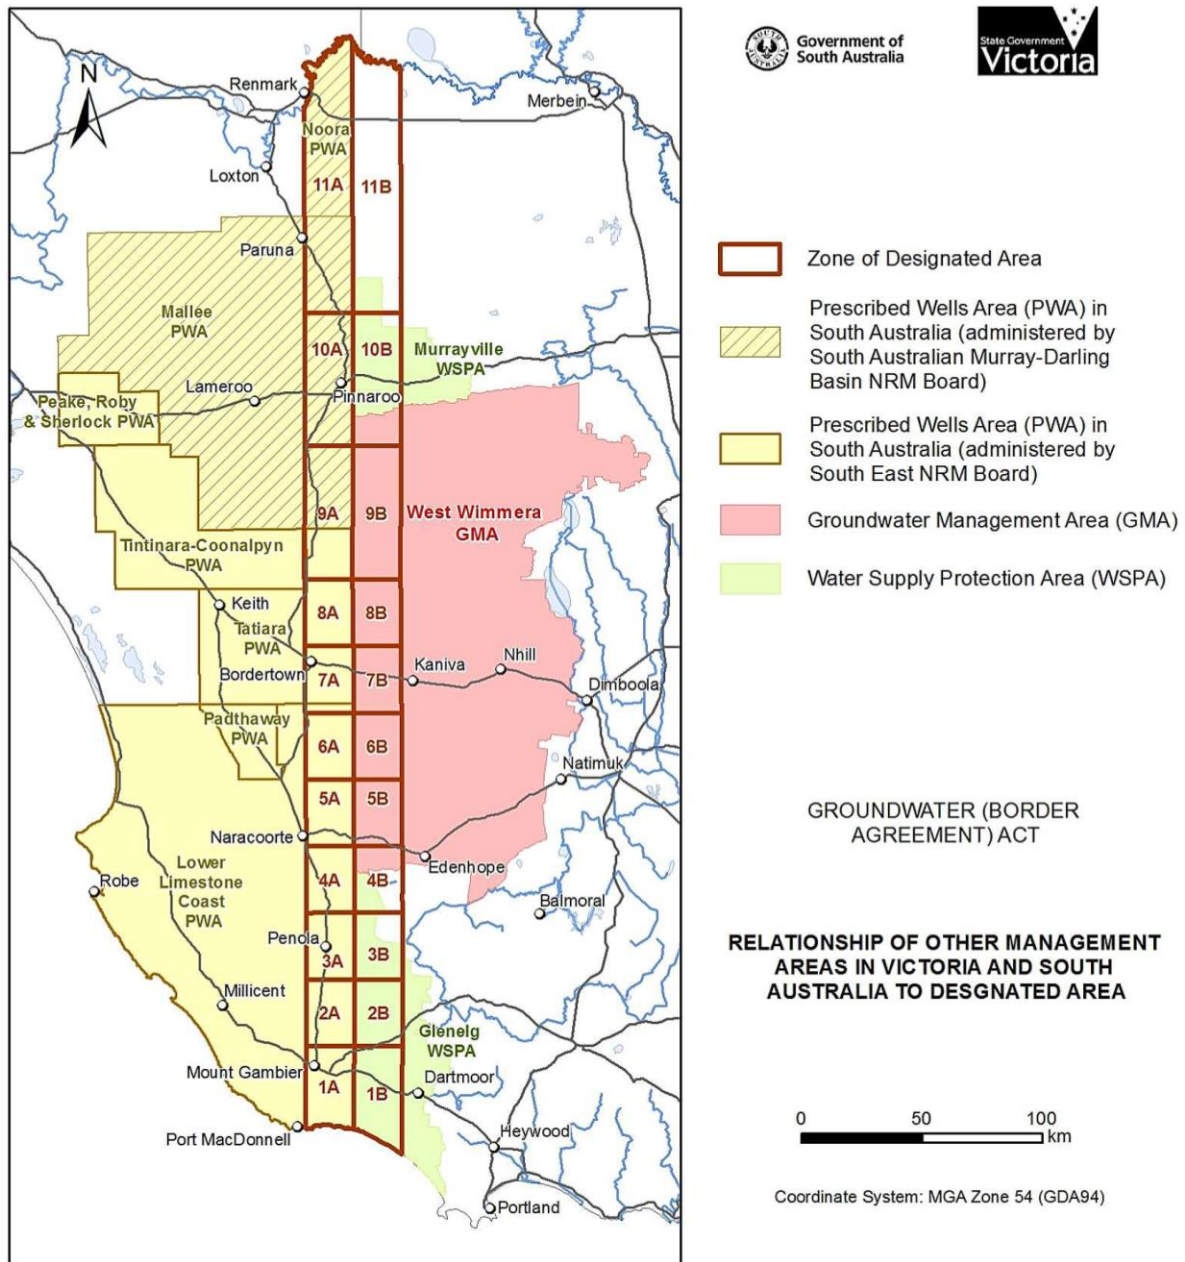 N
Renmark
Merbein
Noora
PWA
Loxton
11A
11B
Paruna
Mallee
PWA
10A
10B
Murrayville
WSPA
Lameroo
Pinnaroo
Peake, Roby
& Sherlock PWA
9A
9B
West Wimmera
GMA
Tintinara-Coonalpyn
PWA
Keith
8A
8B
Tatiara
PWA
Nhill
Bordertown
Kaniva
7A
7B
Dimboola
Padthaway
PWA
6A
6B
Natimuk
5A
5B
Naracoorte
Edenhope
Lower
Limestone
Coast
PWA
Robe
4A
4B
Balmoral
Penola
3A
3B
Millicent
2A
2B
Glenelg
WSPA
Mount Gambier
Dartmoor
1A
1B
Port MacDonnell
Heywood
Portland
SOUTH
AUSTRALIA
Government of
South Australia
State Government
Victoria
Zone of Designated Area
Prescribed Wells Area (PWA) in
South Australia (administered by
South Australian Murray-Darling
Basin NRM Board)
Prescribed Wells Area (PWA) in
South Australia (administered by
South East NRM Board)
Groundwater Management Area (GMA)
Water Supply Protection Area (WSPA)
GROUNDWATER (BORDER
AGREEMENT) ACT
RELATIONSHIP OF OTHER MANAGEMENT
AREAS IN VICTORIA AND SOUTH
AUSTRALIA TO DESGNATED AREA
0 50 100
km
Coordinate System: MGA Zone 54 (GDA94)